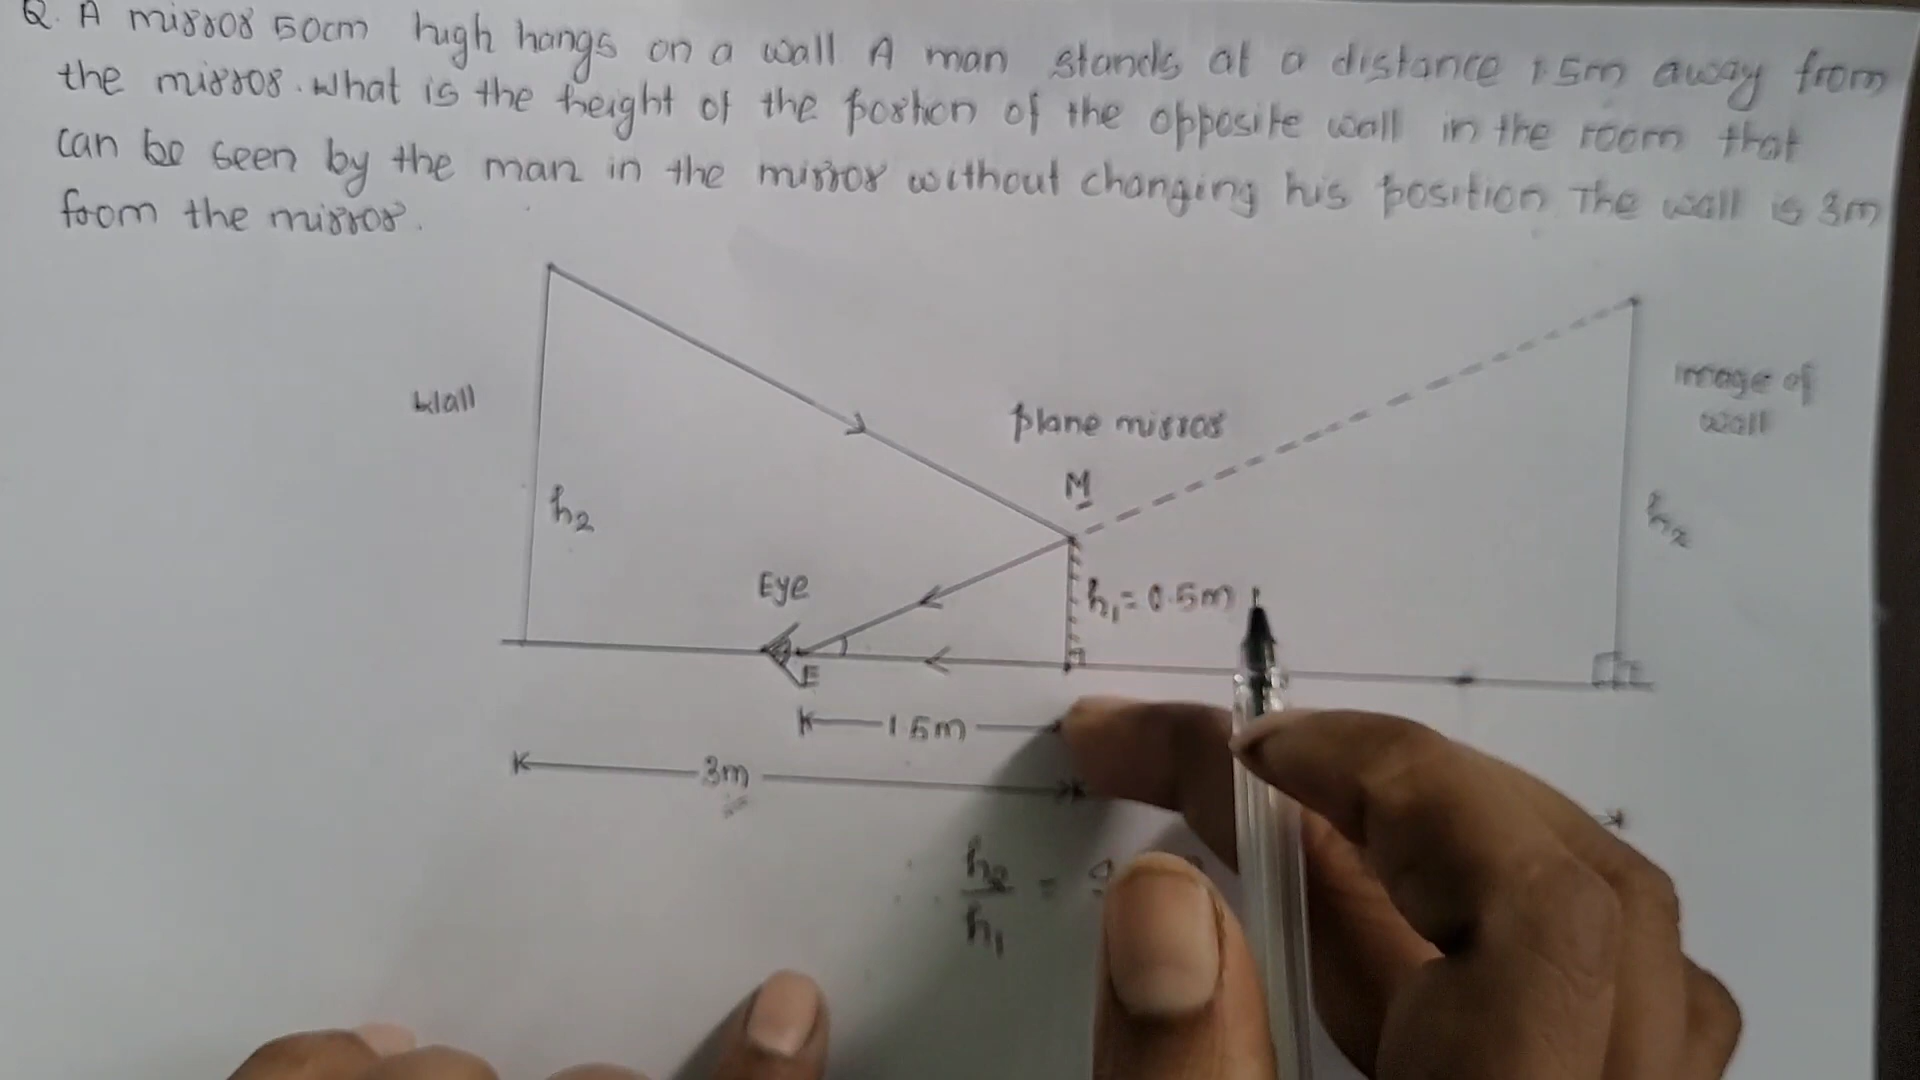 Q. A mirror 50cm high hangs on a wall A man stands at a distance 1.5m away from
the mirror. What is the height of the portion of the opposite wall in the room that
can be seen by the man in the mirror without changing his position The wall is 3m
from the mirror.
Wall
image of
wall
plane mirror
M
h2
h2
Eye
h1 = 0.5m
E
1.5m
3m
h2
h1
=